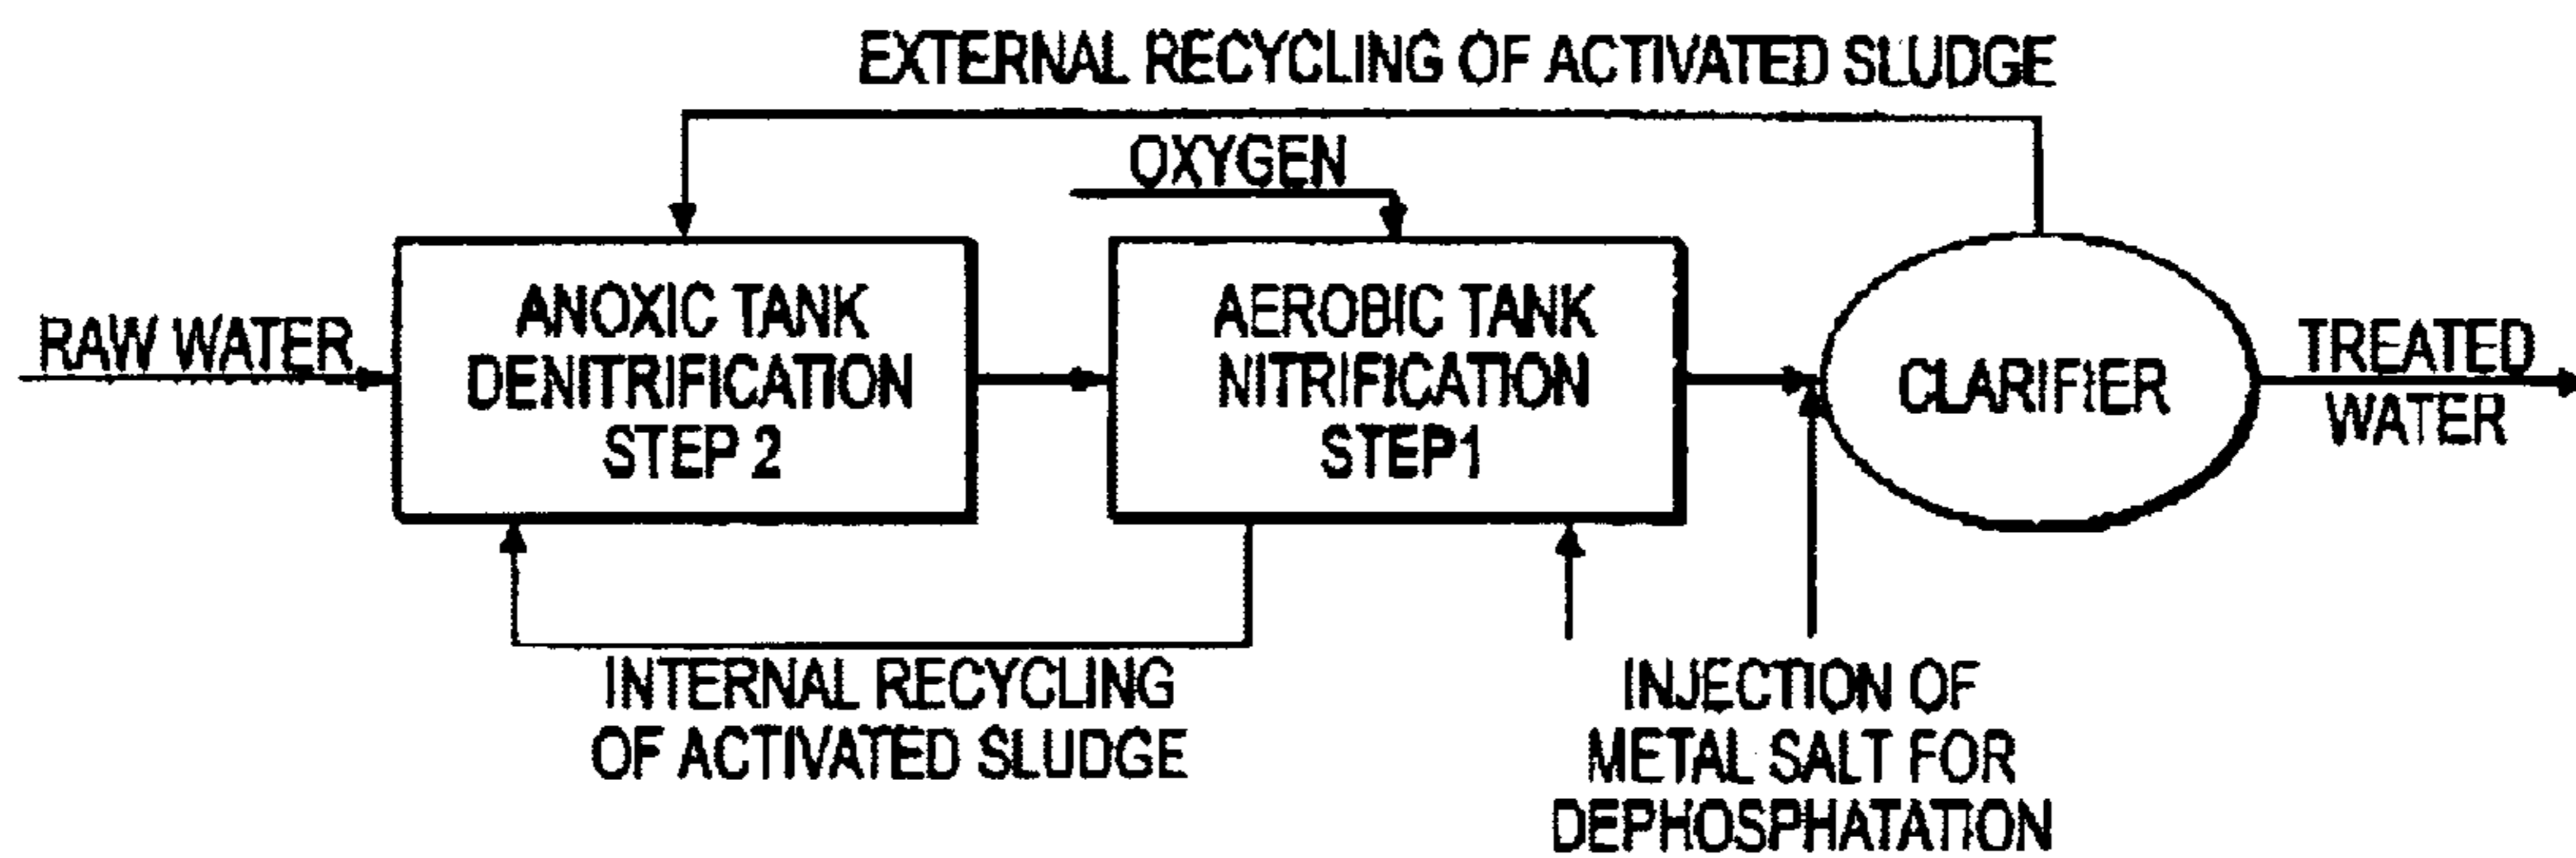 EXTERNAL RECYCLING OF ACTIVATED SLUDGE
OXYGEN
RAW WATER
ANOXIC TANK
DENITRIFICATION
STEP 2
AEROBIC TANK
NITRIFICATION
STEP1
CLARIFIER
TREATED
WATER
INTERNAL RECYCLING
OF ACTIVATED SLUDGE
INJECTION OF
METAL SALT FOR
DEPHOSPHATATION